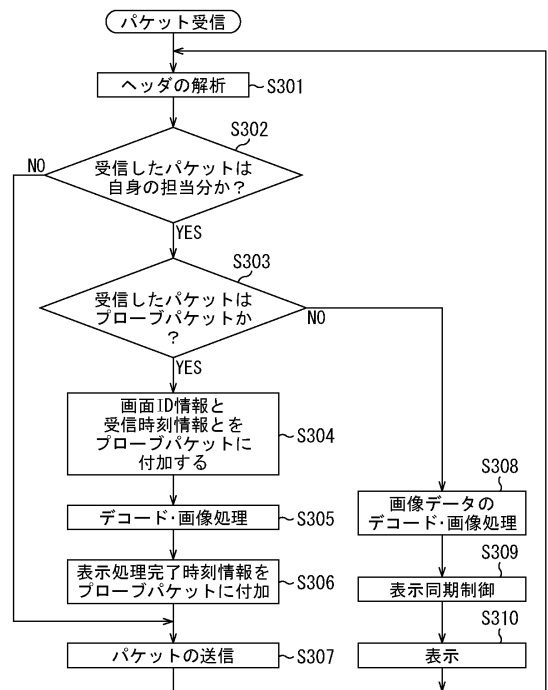 パケット受信
ヘッダの解析
S301
S302
受信したパケットは
自身の担当分か?
NO
YES
S303
受信したパケットは
プローブパケットか
?
NO
YES
画面ID情報と
受信時刻情報とを
プローブパケットに
付加する
S304
デコード・画像処理
S305
表示処理完了時刻情報を
プローブパケットに付加
S306
パケットの送信
S307
S308
画像データの
デコード・画像処理
S309
表示同期制御
S310
表示